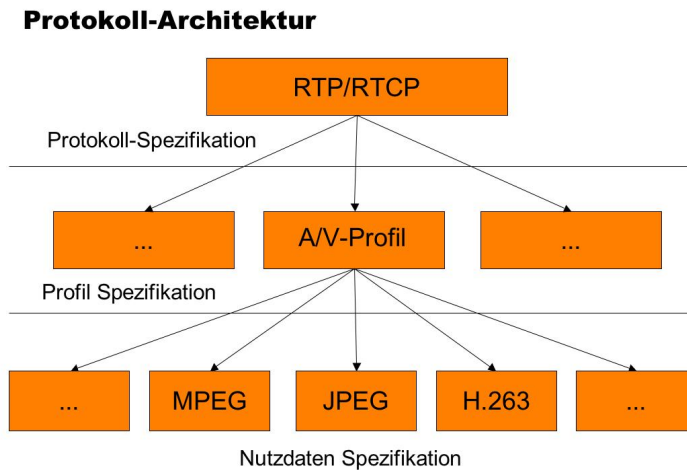 Protokoll-Architektur
RTP/RTCP
Protokoll-Spezifikation
...
A/V-Profil
...
Profil Spezifikation
...
MPEG
JPEG
H.263
...
Nutzdaten Spezifikation